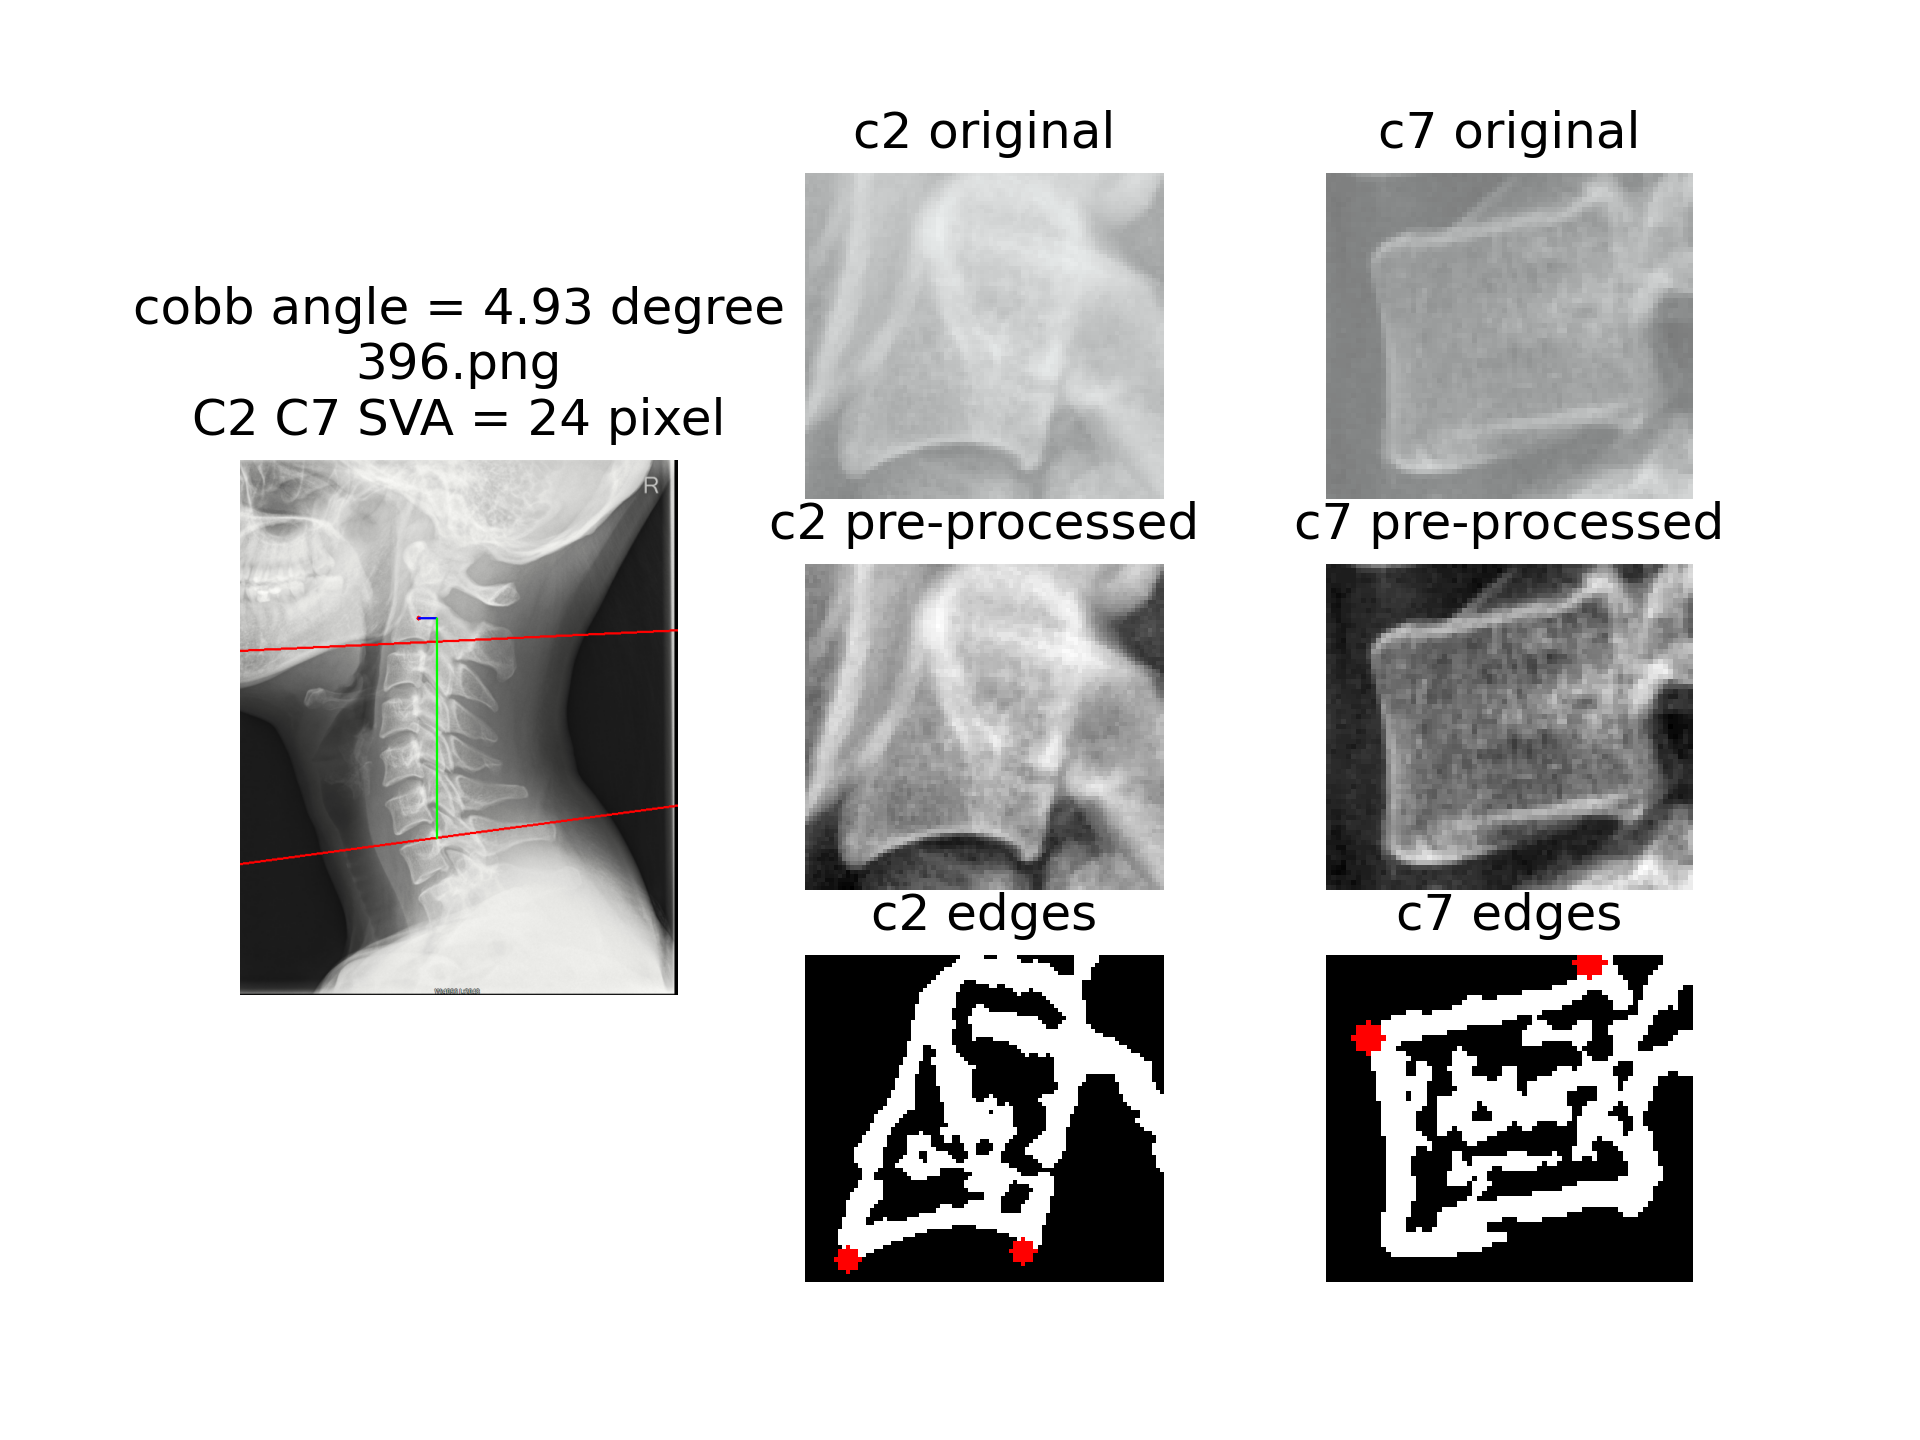 cobb angle = 4.93 degree
396.png
C2 C7 SVA = 24 pixel
R
c2 original
c7 original
c2 pre-processed
c7 pre-processed
c2 edges
c7 edges